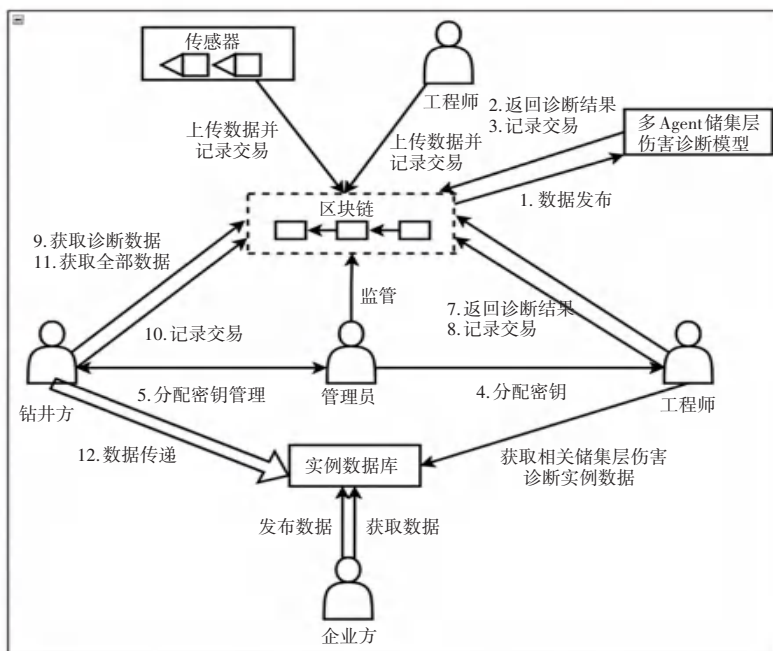 传感器
工程师
上传数据并
记录交易
上传数据并
记录交易
2.返回诊断结果
3.记录交易
多Agent储集层
伤害诊断模型
1.数据发布
区块链
9.获取诊断数据
11.获取全部数据
10.记录交易
监管
7.返回诊断结果
8.记录交易
钻井方
5.分配密钥管理
管理员
4.分配密钥
工程师
12.数据传递
实例数据库
获取相关储集层伤害
诊断实例数据
发布数据
获取数据
企业方